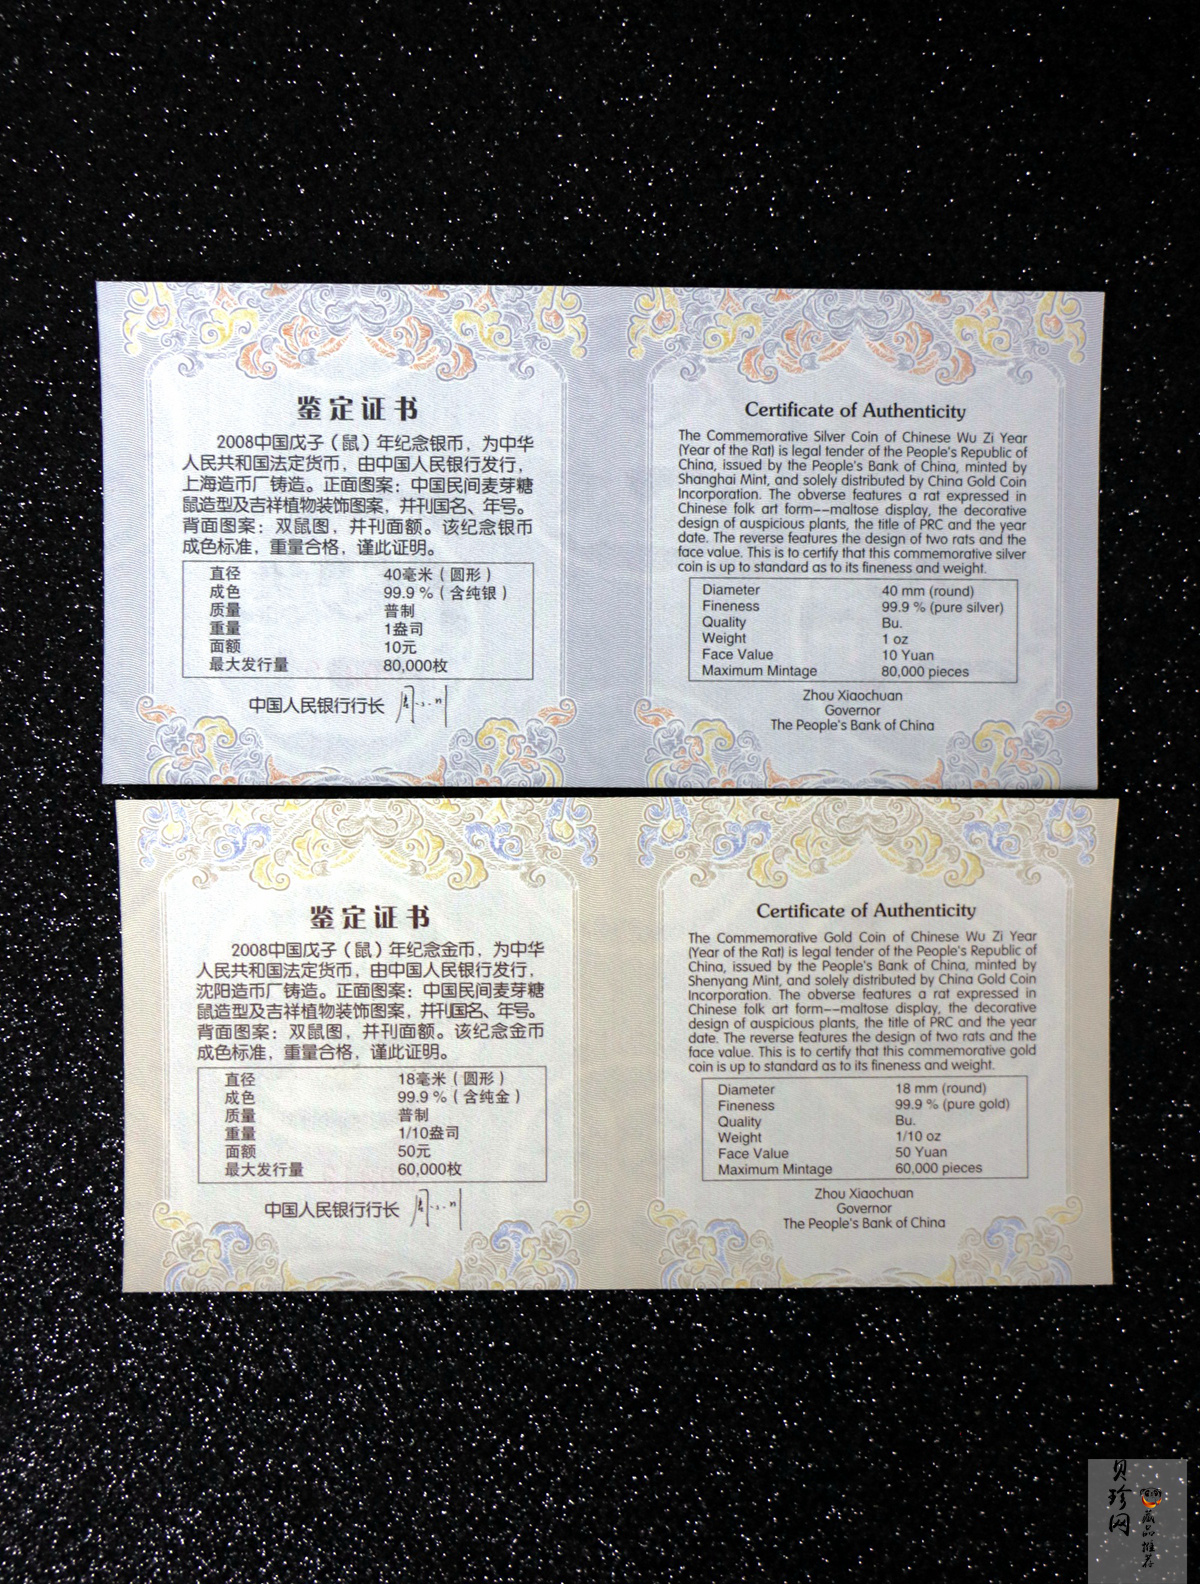 鉴定证书
2008中国戊子（鼠）年纪念银币，为中华
人民共和国法定货币，由中国人民银行发行，
上海造币厂铸造。正面图案：中国民间麦芽糖
鼠造型及吉祥植物装饰图案，并刊国名、年号。
背面图案：双鼠图，并刊面额。该纪念银币
成色标准，重量合格，谨此证明。
直径 40毫米（圆形）
成色 99.9 %（含纯银）
质量 普制
重量 1盎司
面额 10元
最大发行量 80,000枚
中国人民银行行长
Certificate of Authenticity
The Commemorative Silver Coin of Chinese Wu Zi Year
(Year of the Rat) is legal tender of the People's Republic of
China, issued by the People's Bank of China, minted by
Shanghai Mint, and solely distributed by China Gold Coin
Incorporation. The obverse features a rat expressed in
Chinese folk art form--maltose display, the decorative
design of auspicious plants, the title of PRC and the year
date. The reverse features the design of two rats and the
face value. This is to certify that this commemorative silver
coin is up to standard as to its fineness and weight.
Diameter 40 mm (round)
Fineness 99.9 % (pure silver)
Quality Bu.
Weight 1 oz
Face Value 10 Yuan
Maximum Mintage 80,000 pieces
Zhou Xiaochuan
Governor
The People's Bank of China
鉴定证书
2008中国戊子（鼠）年纪念金币，为中华
人民共和国法定货币，由中国人民银行发行，
沈阳造币厂铸造。正面图案：中国民间麦芽糖
鼠造型及吉祥植物装饰图案，并刊国名、年号。
背面图案：双鼠图，并刊面额。该纪念金币
成色标准，重量合格，谨此证明。
直径 18毫米（圆形）
成色 99.9 %（含纯金）
质量 普制
重量 1/10盎司
面额 50元
最大发行量 60,000枚
中国人民银行行长
Certificate of Authenticity
The Commemorative Gold Coin of Chinese Wu Zi Year
(Year of the Rat) is legal tender of the People's Republic of
China, issued by the People's Bank of China, minted by
Shenyang Mint, and solely distributed by China Gold Coin
Incorporation. The obverse features a rat expressed in
Chinese folk art form--maltose display, the decorative
design of auspicious plants, the title of PRC and the year
date. The reverse features the design of two rats and the
face value. This is to certify that this commemorative gold
coin is up to standard as to its fineness and weight.
Diameter 18 mm (round)
Fineness 99.9 % (pure gold)
Quality Bu.
Weight 1/10 oz
Face Value 50 Yuan
Maximum Mintage 60,000 pieces
Zhou Xiaochuan
Governor
The People's Bank of China
贝珍网
藏品推荐